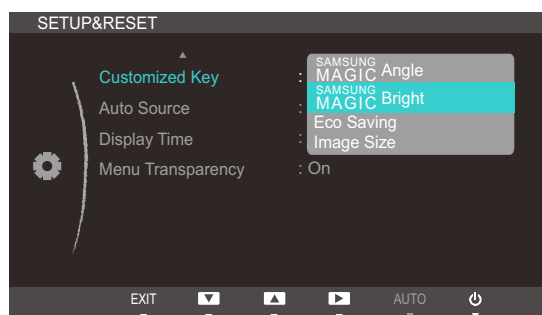 SETUP&RESET
Customized Key :
SAMSUNG
MAGIC Angle
SAMSUNG
MAGIC Bright
Auto Source :
Eco Saving
Display Time :
Image Size
Menu Transparency : On
EXIT AUTO